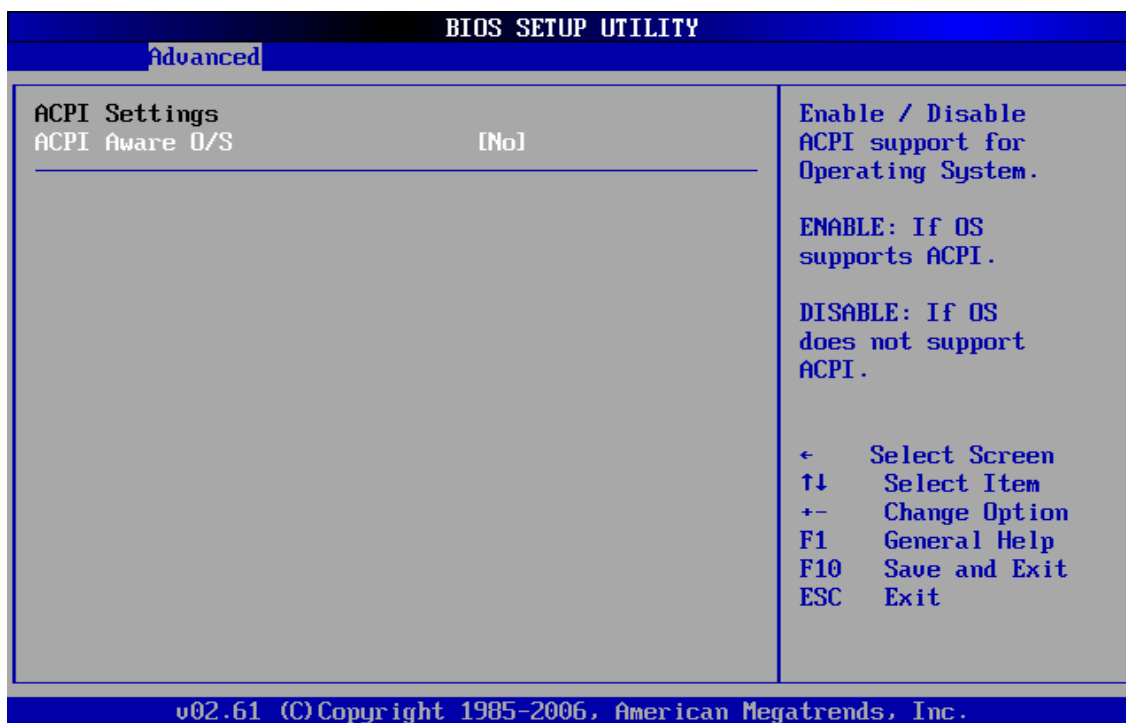 BIOS SETUP UTILITY
Advanced
ACPI Settings
ACPI Aware O/S [No]
Enable / Disable
ACPI support for
Operating System.
ENABLE: If OS
supports ACPI.
DISABLE: If OS
does not support
ACPI.
← Select Screen
↑↓ Select Item
+- Change Option
F1 General Help
F10 Save and Exit
ESC Exit
v02.61 (C)Copyright 1985-2006, American Megatrends, Inc.